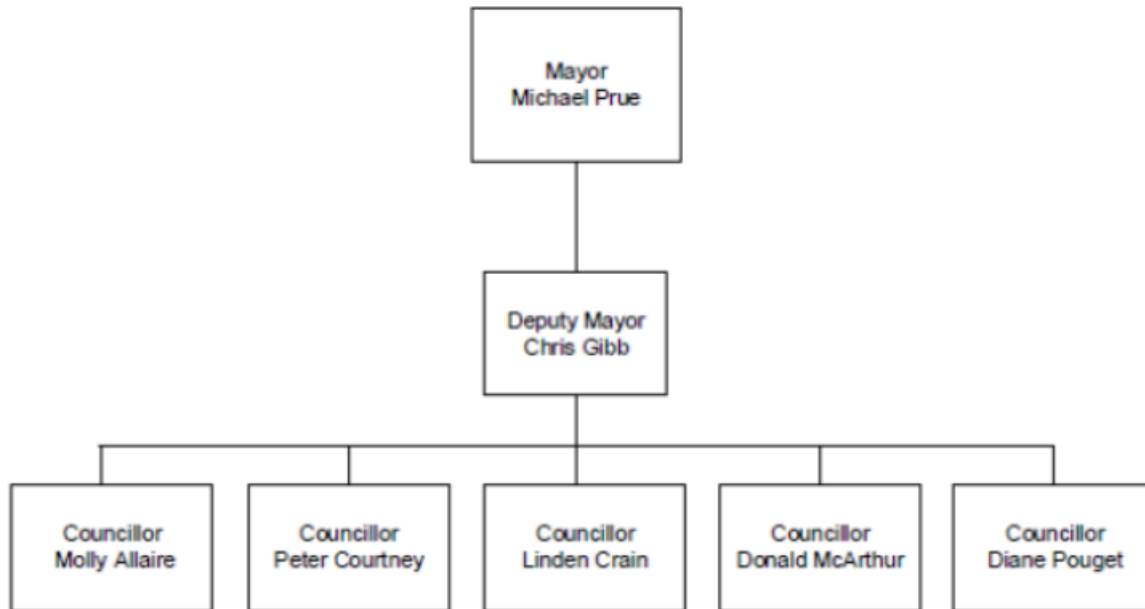 Mayor
Michael Prue
Deputy Mayor
Chris Gibb
Councillor
Molly Allaire
Councillor
Peter Courtney
Councillor
Linden Crain
Councillor
Donald McArthur
Councillor
Diane Pouget